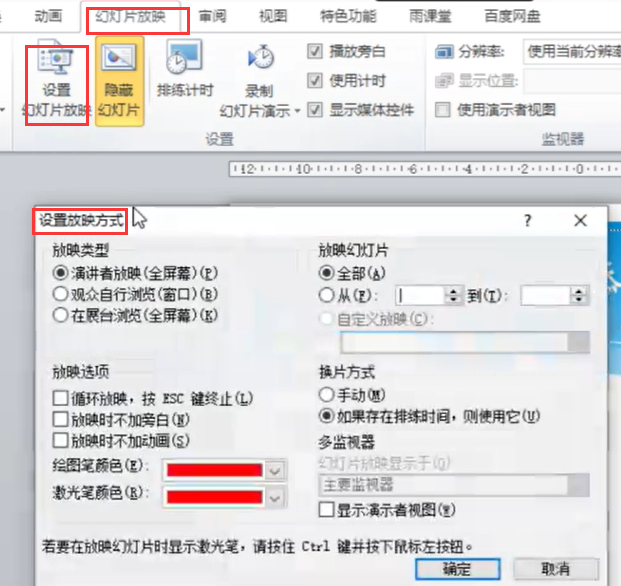 动画 幻灯片放映 审阅 视图 特色功能 雨课堂 百度网盘
设置
幻灯片放映
隐藏
幻灯片
排练计时
录制
幻灯片演示
播放旁白
使用计时
显示媒体控件
设置
分辨率: 使用当前分辨率
显示位置:
使用演示者视图
监视器
12 10 8 6 4 2 0
设置放映方式 ? ×
放映类型
演讲者放映(全屏幕)(P)
观众自行浏览(窗口)(B)
在展台浏览(全屏幕)(K)
放映幻灯片
全部(A)
从(F): 到(T):
自定义放映(C):
放映选项
循环放映，按 ESC 键终止(L)
放映时不加旁白(N)
放映时不加动画(S)
绘图笔颜色(E):
激光笔颜色(R):
换片方式
手动(M)
如果存在排练时间，则使用它(U)
多监视器
幻灯片放映显示于(O)
主要监视器
显示演示者视图(W)
若要在放映幻灯片时显示激光笔，请按住 Ctrl 键并按下鼠标左按钮。
确定 取消